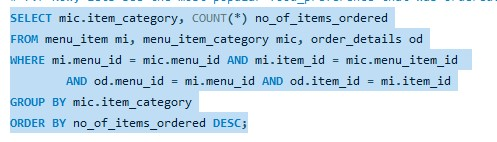 SELECT mic.item_category, COUNT(*) no_of_items_ordered
FROM menu_item mi, menu_item_category mic, order_details od
WHERE mi.menu_id = mic.menu_id AND mi.item_id = mic.menu_item_id
AND od.menu_id = mi.menu_id AND od.item_id = mi.item_id
GROUP BY mic.item_category
ORDER BY no_of_items_ordered DESC;